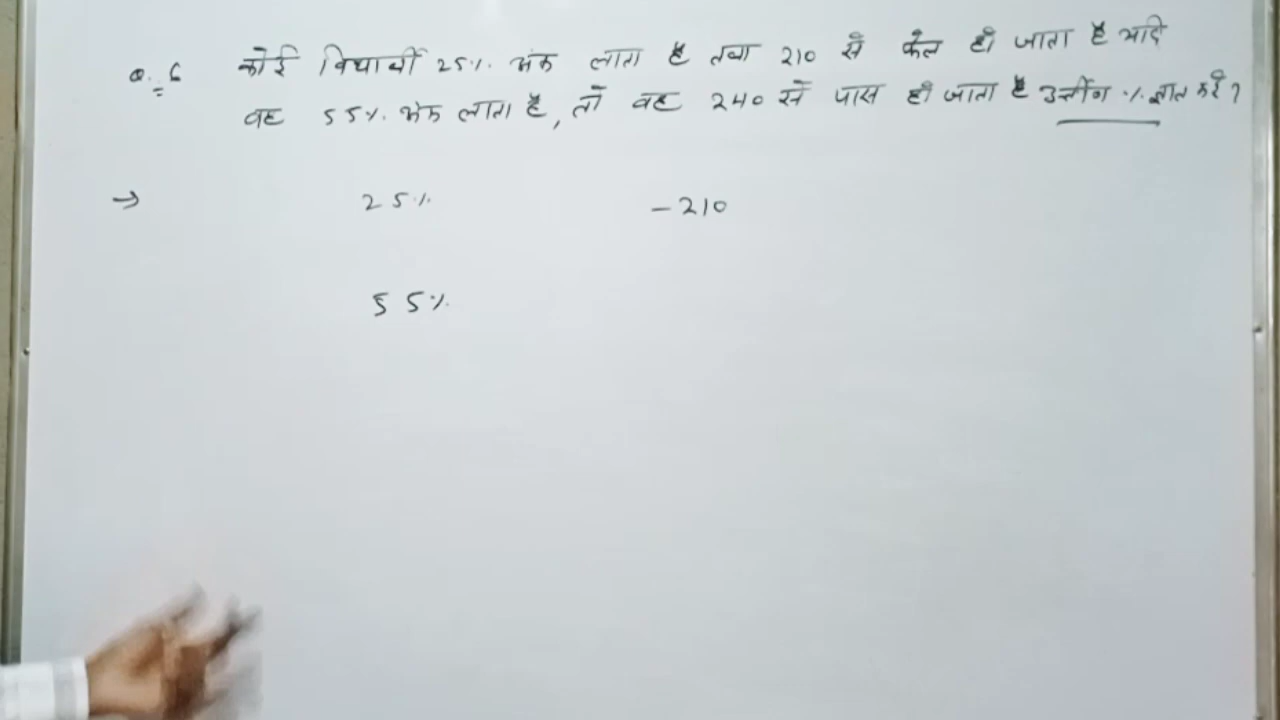 Q. 6 कोई विद्यार्थी 25% अंक लाता है तथा 210 से फेल हो जाता है यदि
वह 55% अंक लाता है, तो वह 240 से पास हो जाता है उत्तीर्ण % ज्ञात करें ?
→ 25% - 210
55%